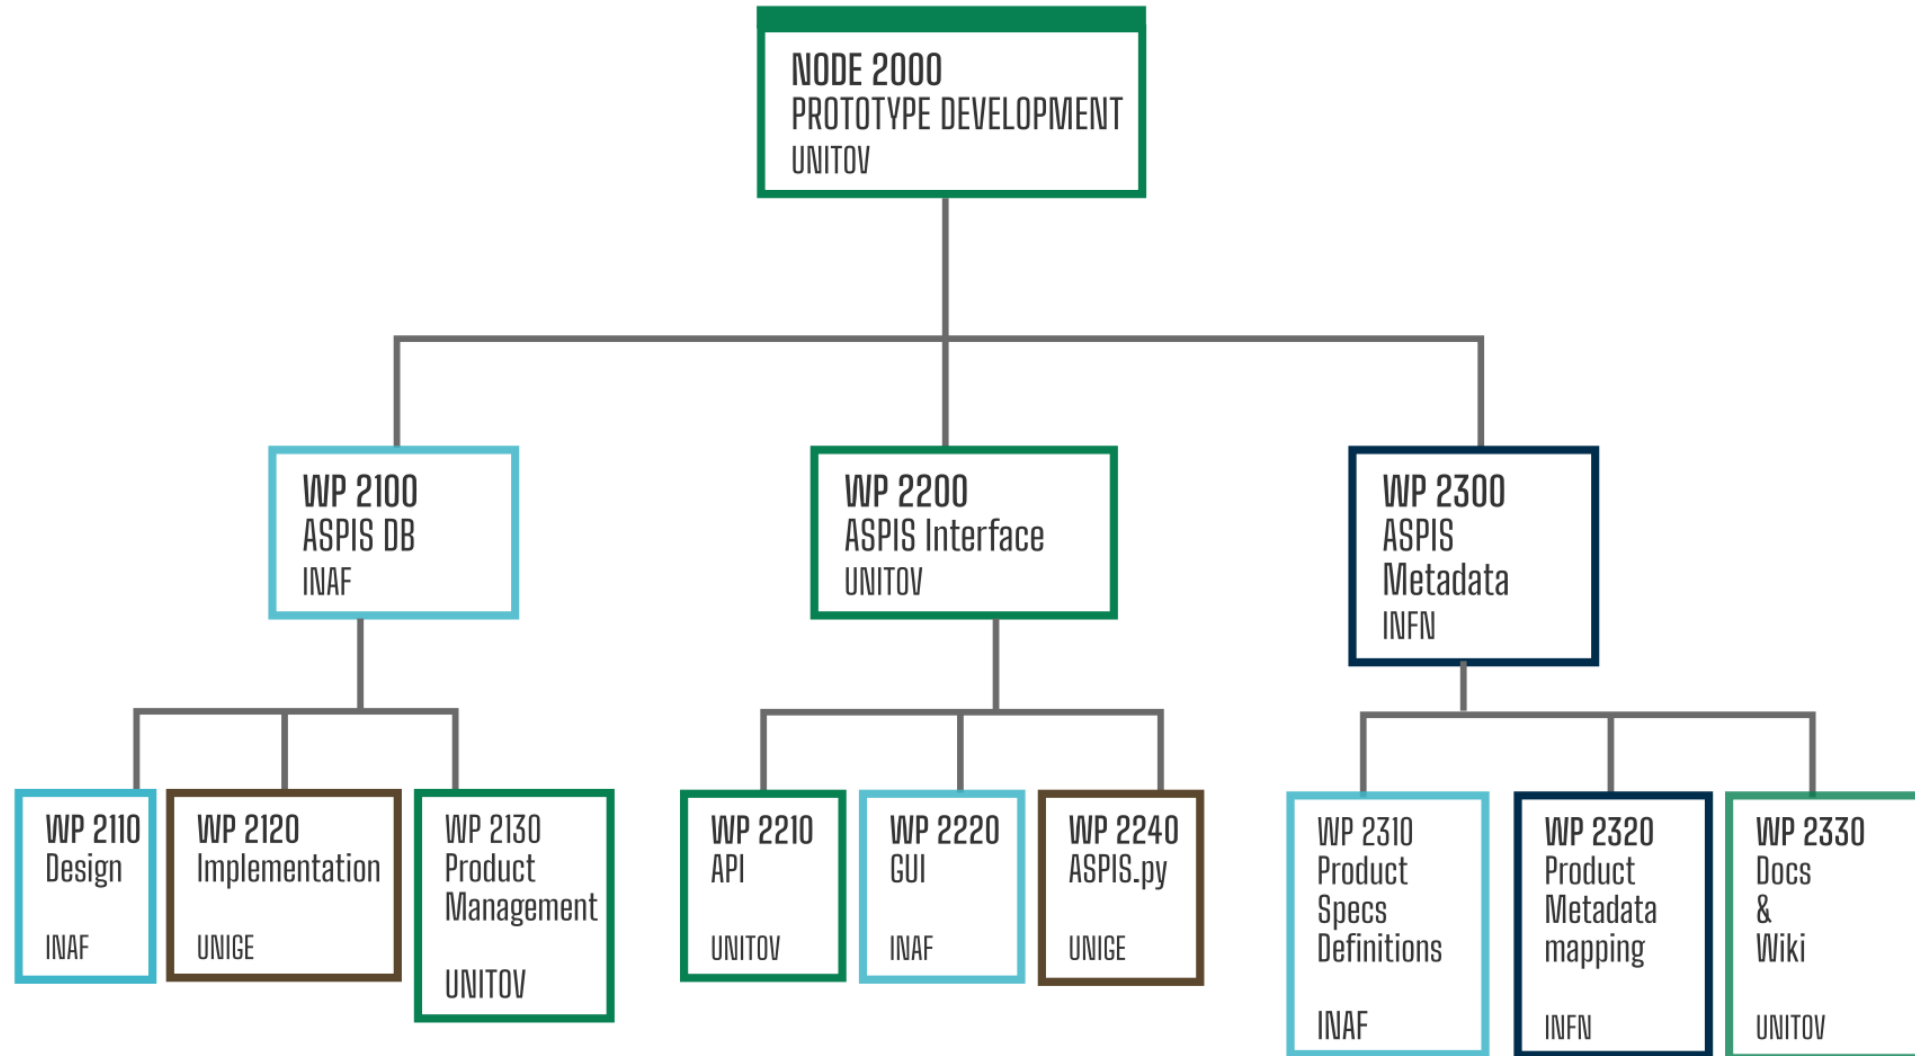 NODE 2000
PROTOTYPE DEVELOPMENT
UNITOV
WP 2100
ASPIS DB
INAF
WP 2200
ASPIS Interface
UNITOV
WP 2300
ASPIS
Metadata
INFN
WP 2110
Design
INAF
WP 2120
Implementation
UNIGE
WP 2130
Product
Management
UNITOV
WP 2210
API
UNITOV
WP 2220
GUI
INAF
WP 2240
ASPIS.py
UNIGE
WP 2310
Product
Specs
Definitions
INAF
WP 2320
Product
Metadata
mapping
INFN
WP 2330
Docs
&
Wiki
UNITOV